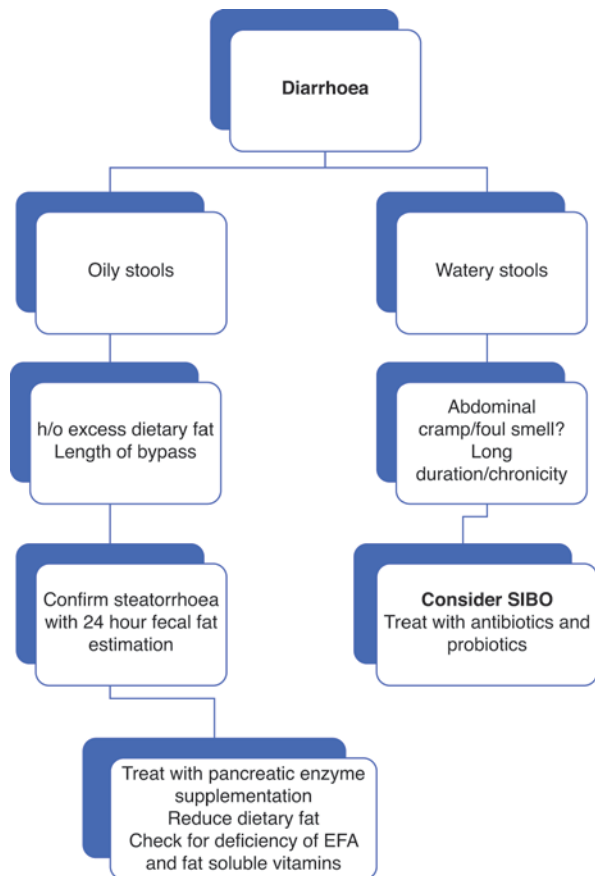 Diarrhoea
Oily stools
Watery stools
h/o excess dietary fat
Length of bypass
Abdominal
cramp/foul smell?
Long
duration/chronicity
Confirm steatorrhoea
with 24 hour fecal fat
estimation
Consider SIBO
Treat with antibiotics and
probiotics
Treat with pancreatic enzyme
supplementation
Reduce dietary fat
Check for deficiency of EFA
and fat soluble vitamins